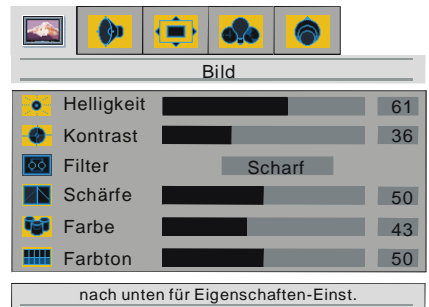 Bild
Helligkeit 61
Kontrast 36
Filter Scharf
Schärfe 50
Farbe 43
Farbton 50
nach unten für Eigenschaften-Einst.